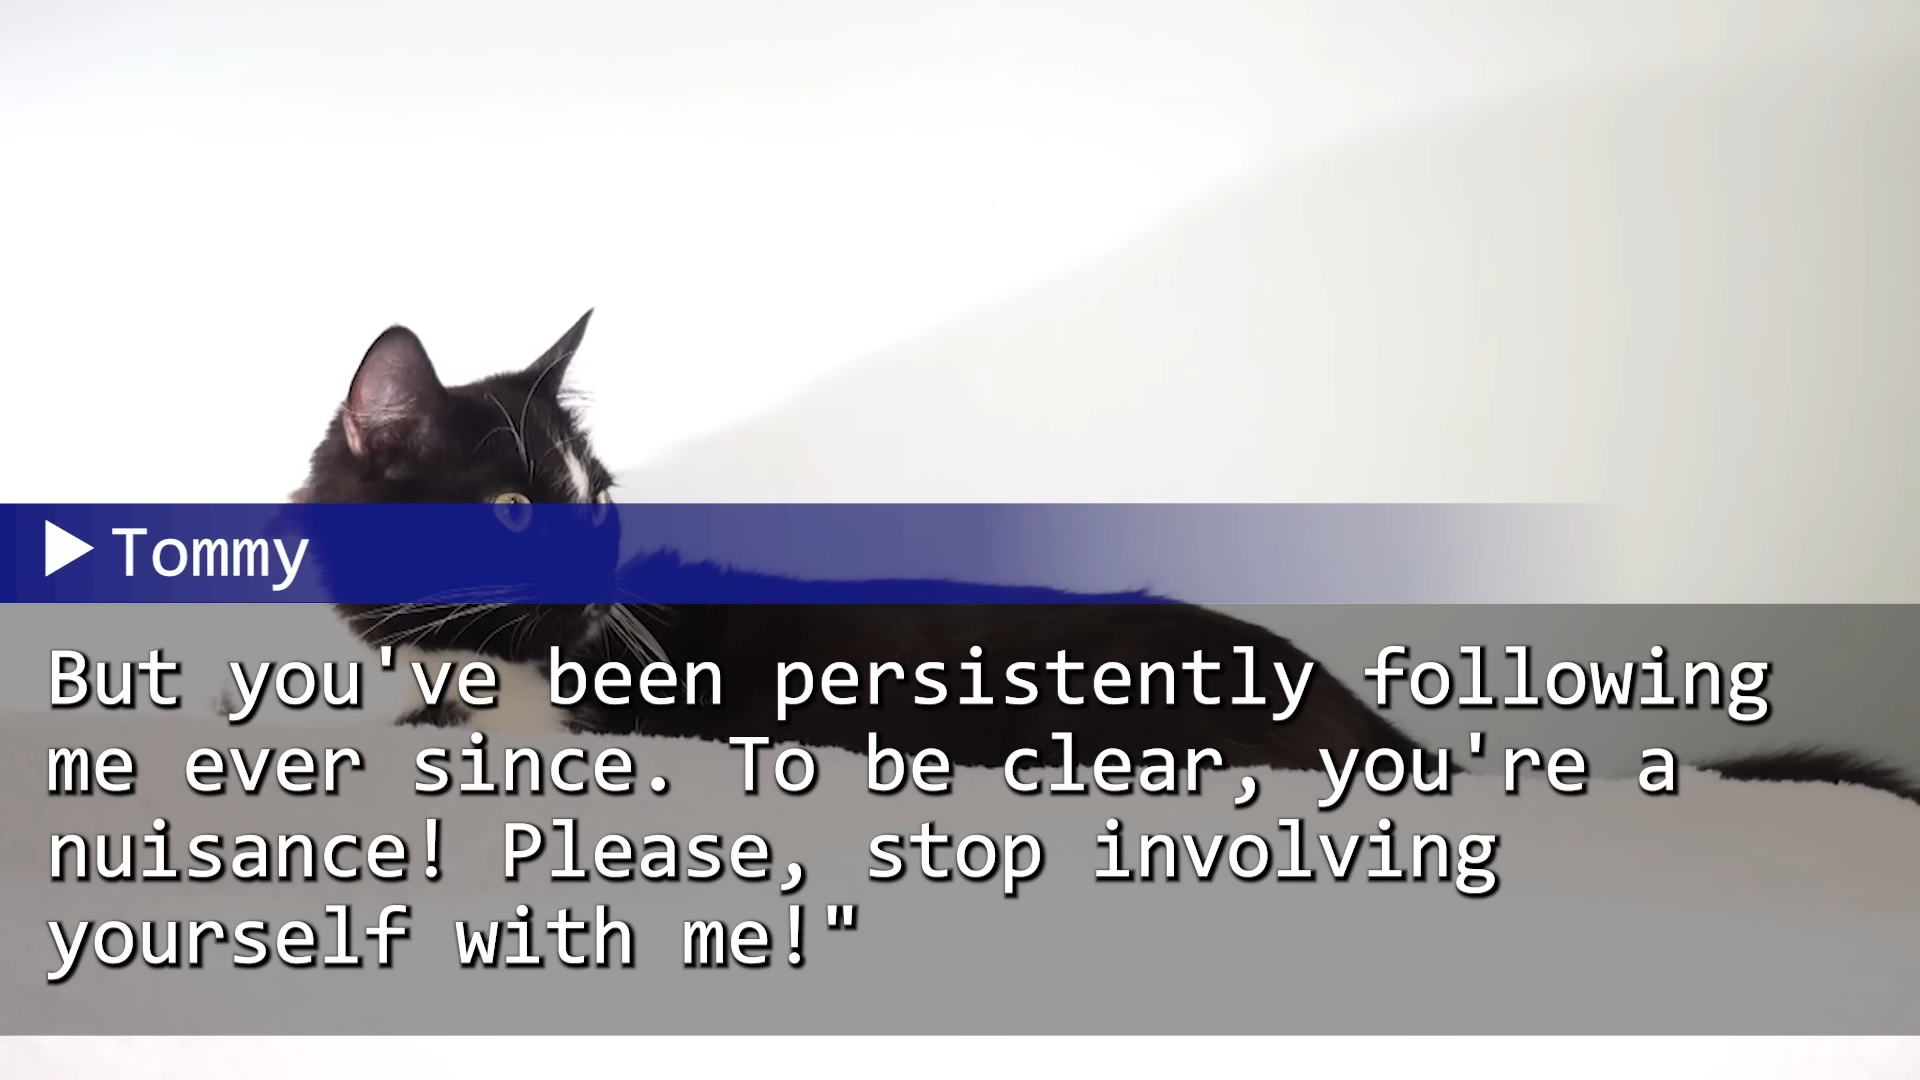 Tommy
But you've been persistently following
me ever since. To be clear, you're a
nuisance! Please, stop involving
yourself with me!"